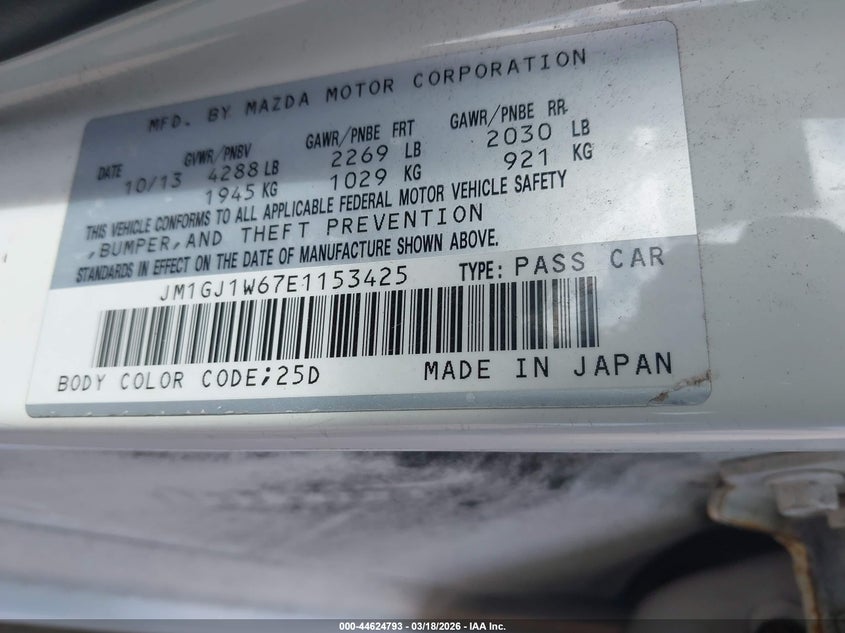 MFD. BY MAZDA MOTOR CORPORATION
DATE GVWR/PNBV GAWR/PNBE FRT GAWR/PNBE RR
10/13 4288 LB 2269 LB 2030 LB
1945 KG 1029 KG 921 KG
THIS VEHICLE CONFORMS TO ALL APPLICABLE FEDERAL MOTOR VEHICLE SAFETY
,BUMPER,AND THEFT PREVENTION
STANDARDS IN EFFECT ON THE DATE OF MANUFACTURE SHOWN ABOVE.
JM1GJ1W67E1153425 TYPE: PASS CAR
BODY COLOR CODE;25D MADE IN JAPAN
000-44624793 - 03/18/2026 - IAA Inc.